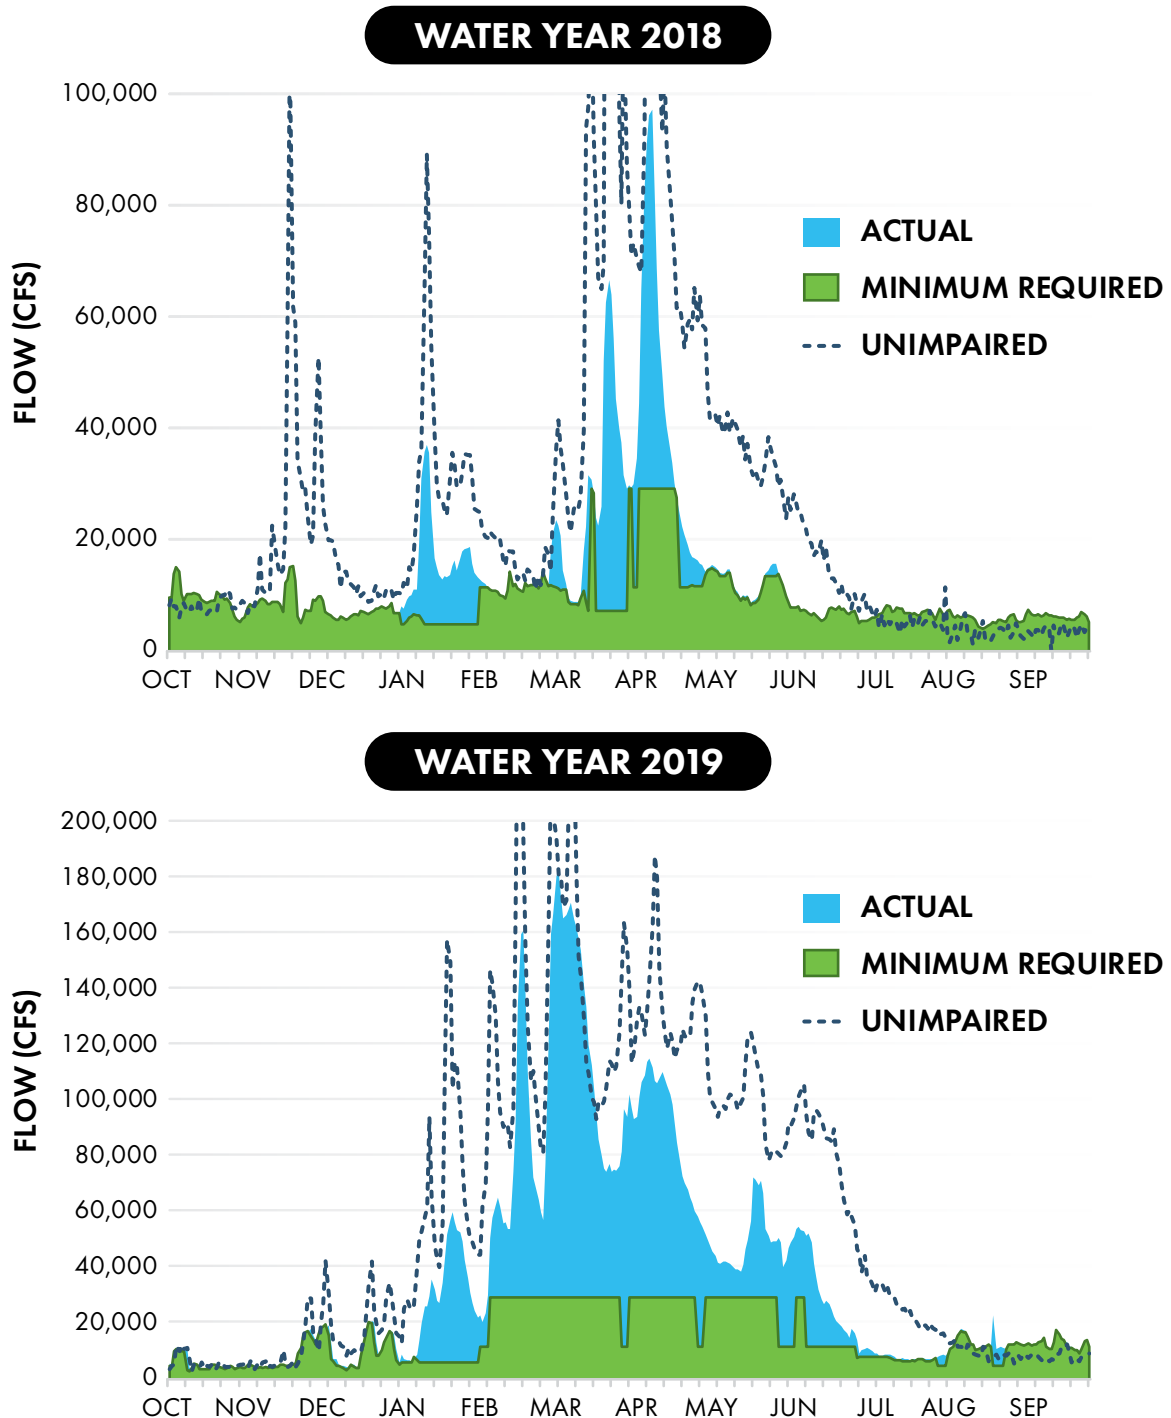 WATER YEAR 2018
100,000
80,000
60,000
40,000
20,000
0
FLOW (CFS)
ACTUAL
MINIMUM REQUIRED
UNIMPAIRED
OCT NOV DEC JAN FEB MAR APR MAY JUN JUL AUG SEP
WATER YEAR 2019
200,000
180,000
160,000
140,000
120,000
100,000
80,000
60,000
40,000
20,000
0
FLOW (CFS)
ACTUAL
MINIMUM REQUIRED
UNIMPAIRED
OCT NOV DEC JAN FEB MAR APR MAY JUN JUL AUG SEP